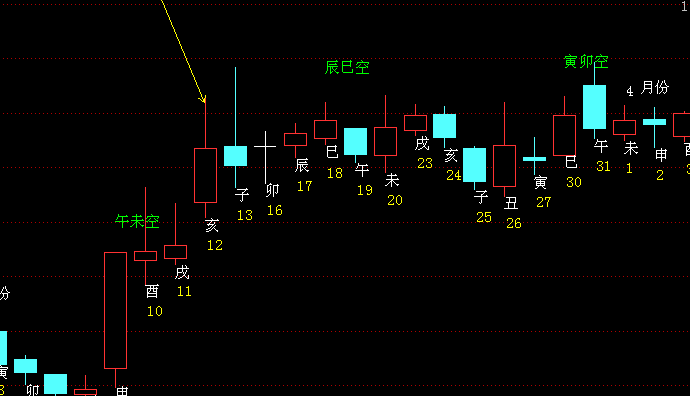 1
辰巳空
寅卯空
4 月份
午未空
亥
12
子
13
卯
16
辰
17
巳
18
午
19
未
20
戌
23
亥
24
子
25
丑
26
寅
27
巳
30
午
31
未
1
申
2
酉
3
酉
10
戌
11
份
寅
卯
申